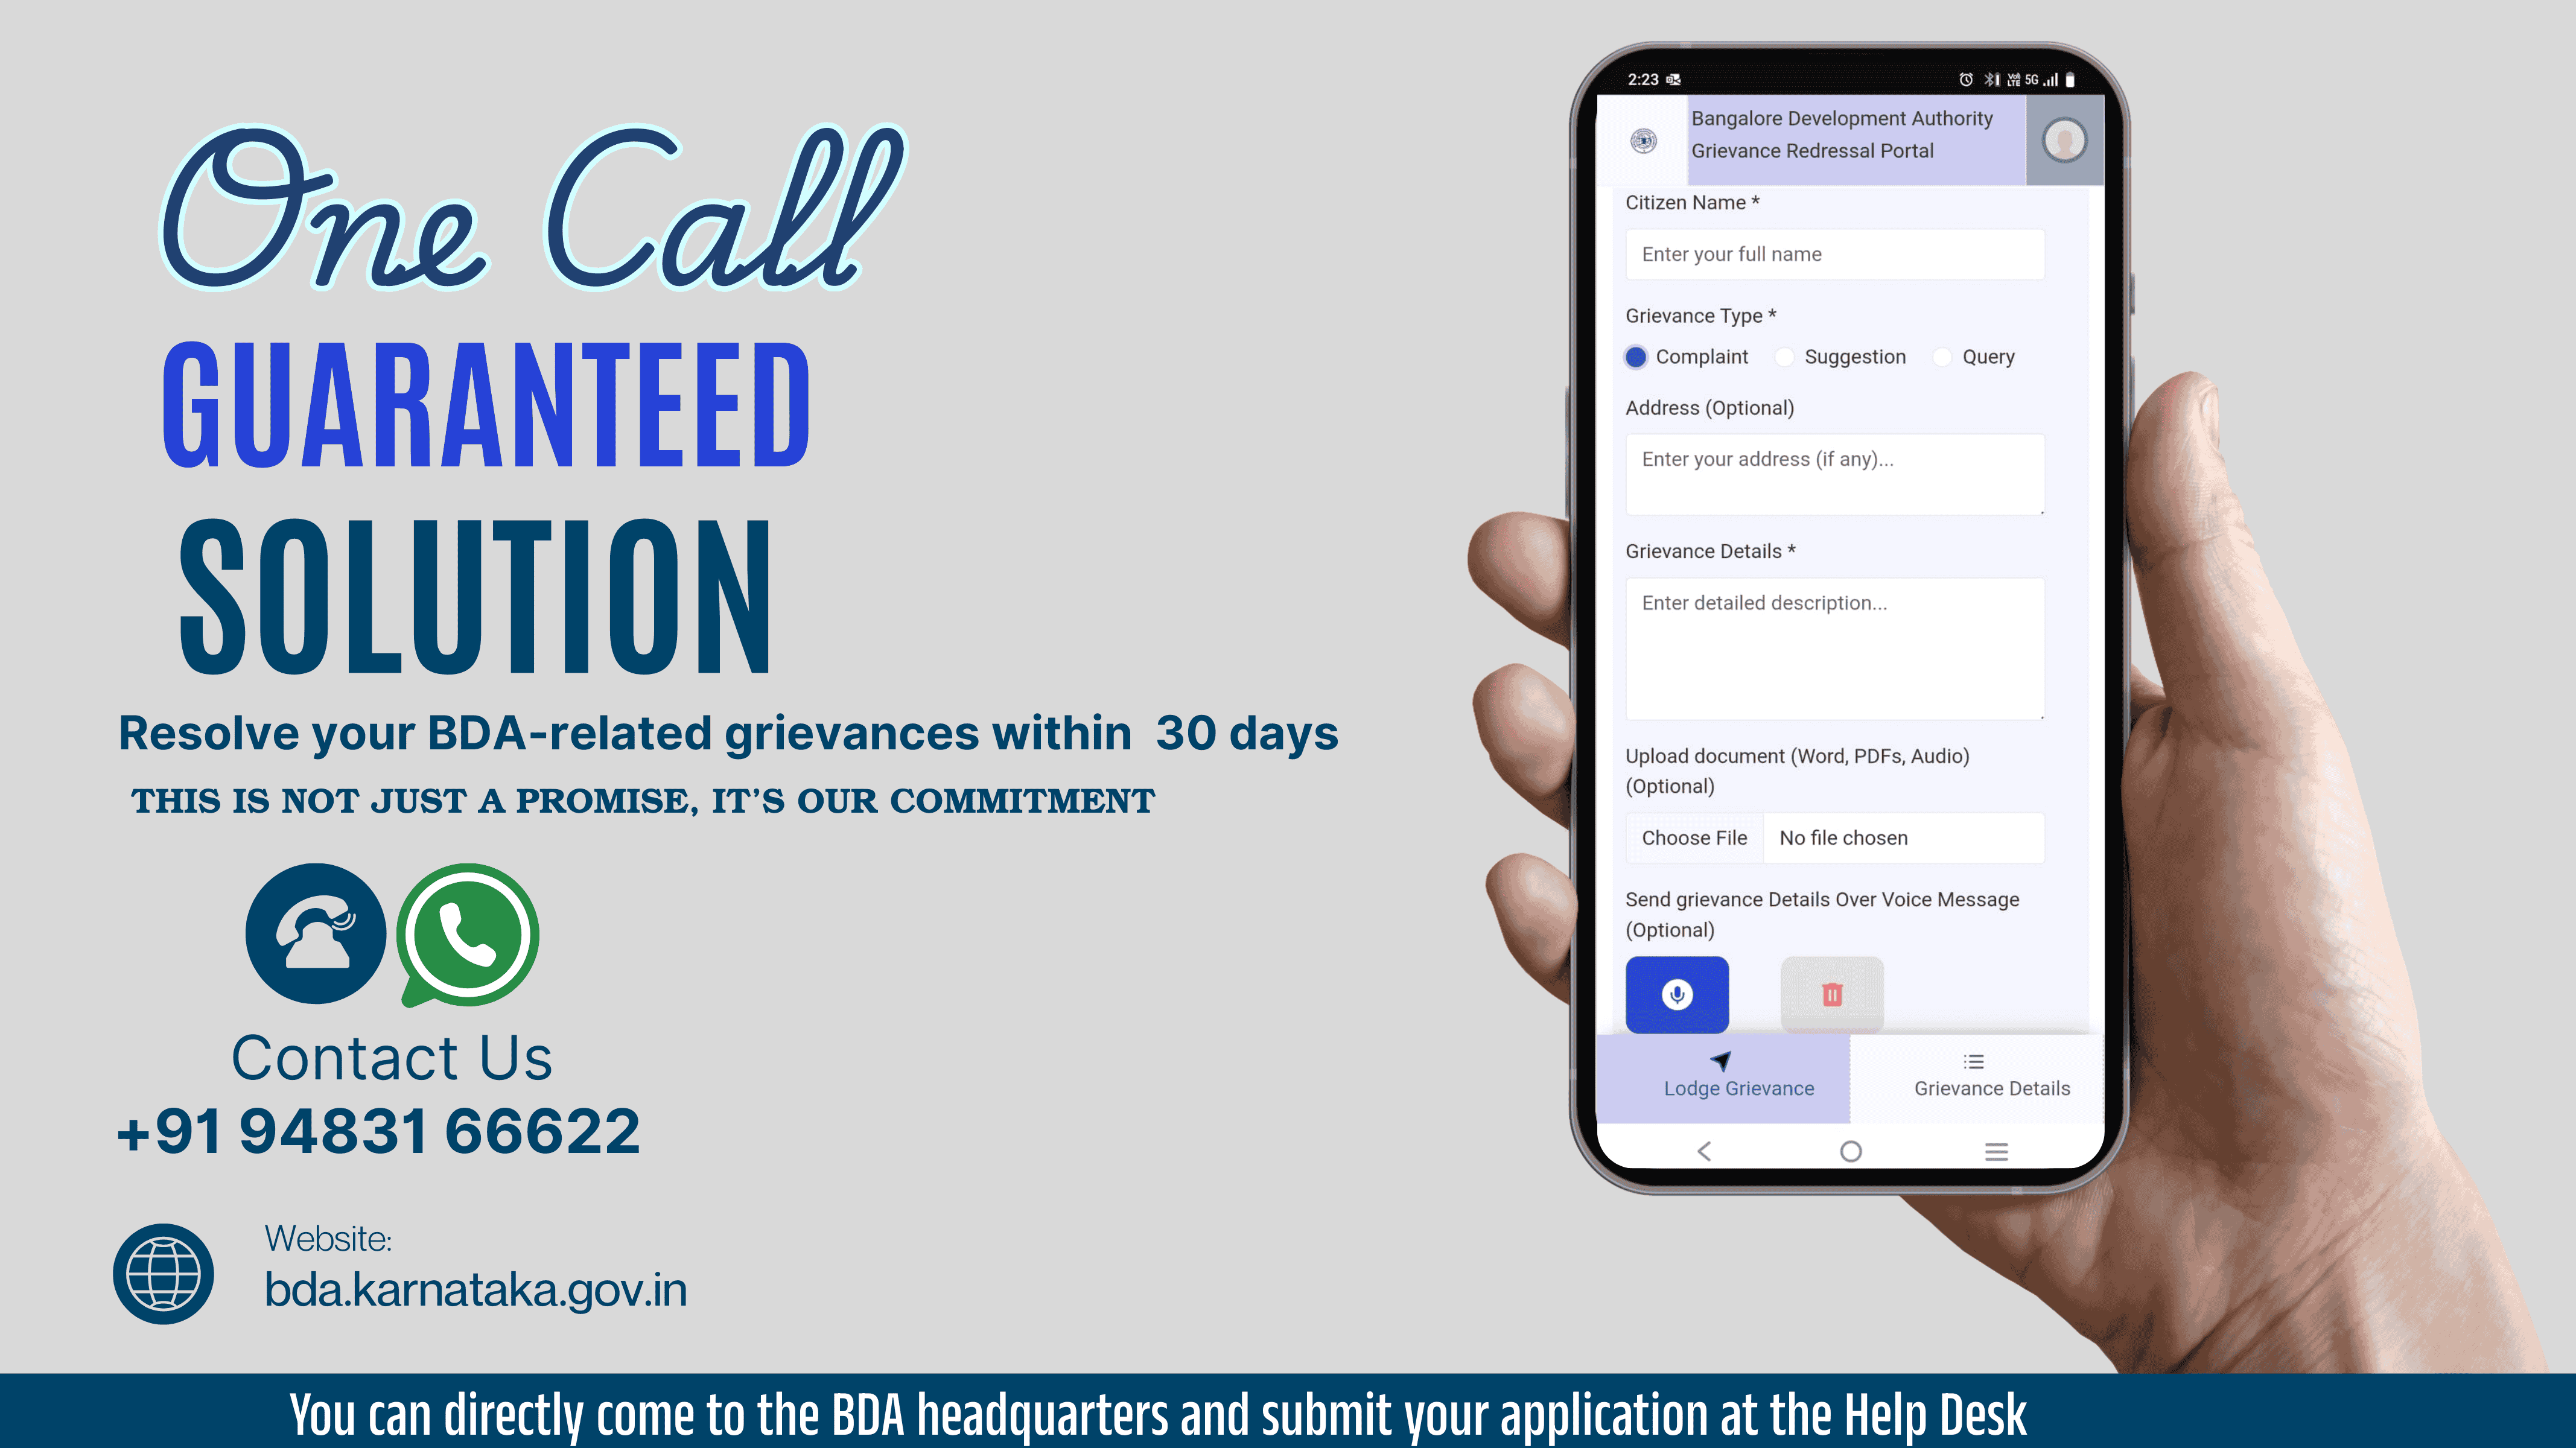 One Call
GUARANTEED
SOLUTION
Resolve your BDA-related grievances within 30 days
THIS IS NOT JUST A PROMISE, IT'S OUR COMMITMENT
Contact Us
+91 94831 66622
Website:
bda.karnataka.gov.in
2:23
5G
Bangalore Development Authority
Grievance Redressal Portal
Citizen Name *
Enter your full name
Grievance Type *
Complaint Suggestion Query
Address (Optional)
Enter your address (if any)...
Grievance Details *
Enter detailed description...
Upload document (Word, PDFs, Audio)
(Optional)
Choose File No file chosen
Send grievance Details Over Voice Message
(Optional)
Lodge Grievance Grievance Details
You can directly come to the BDA headquarters and submit your application at the Help Desk